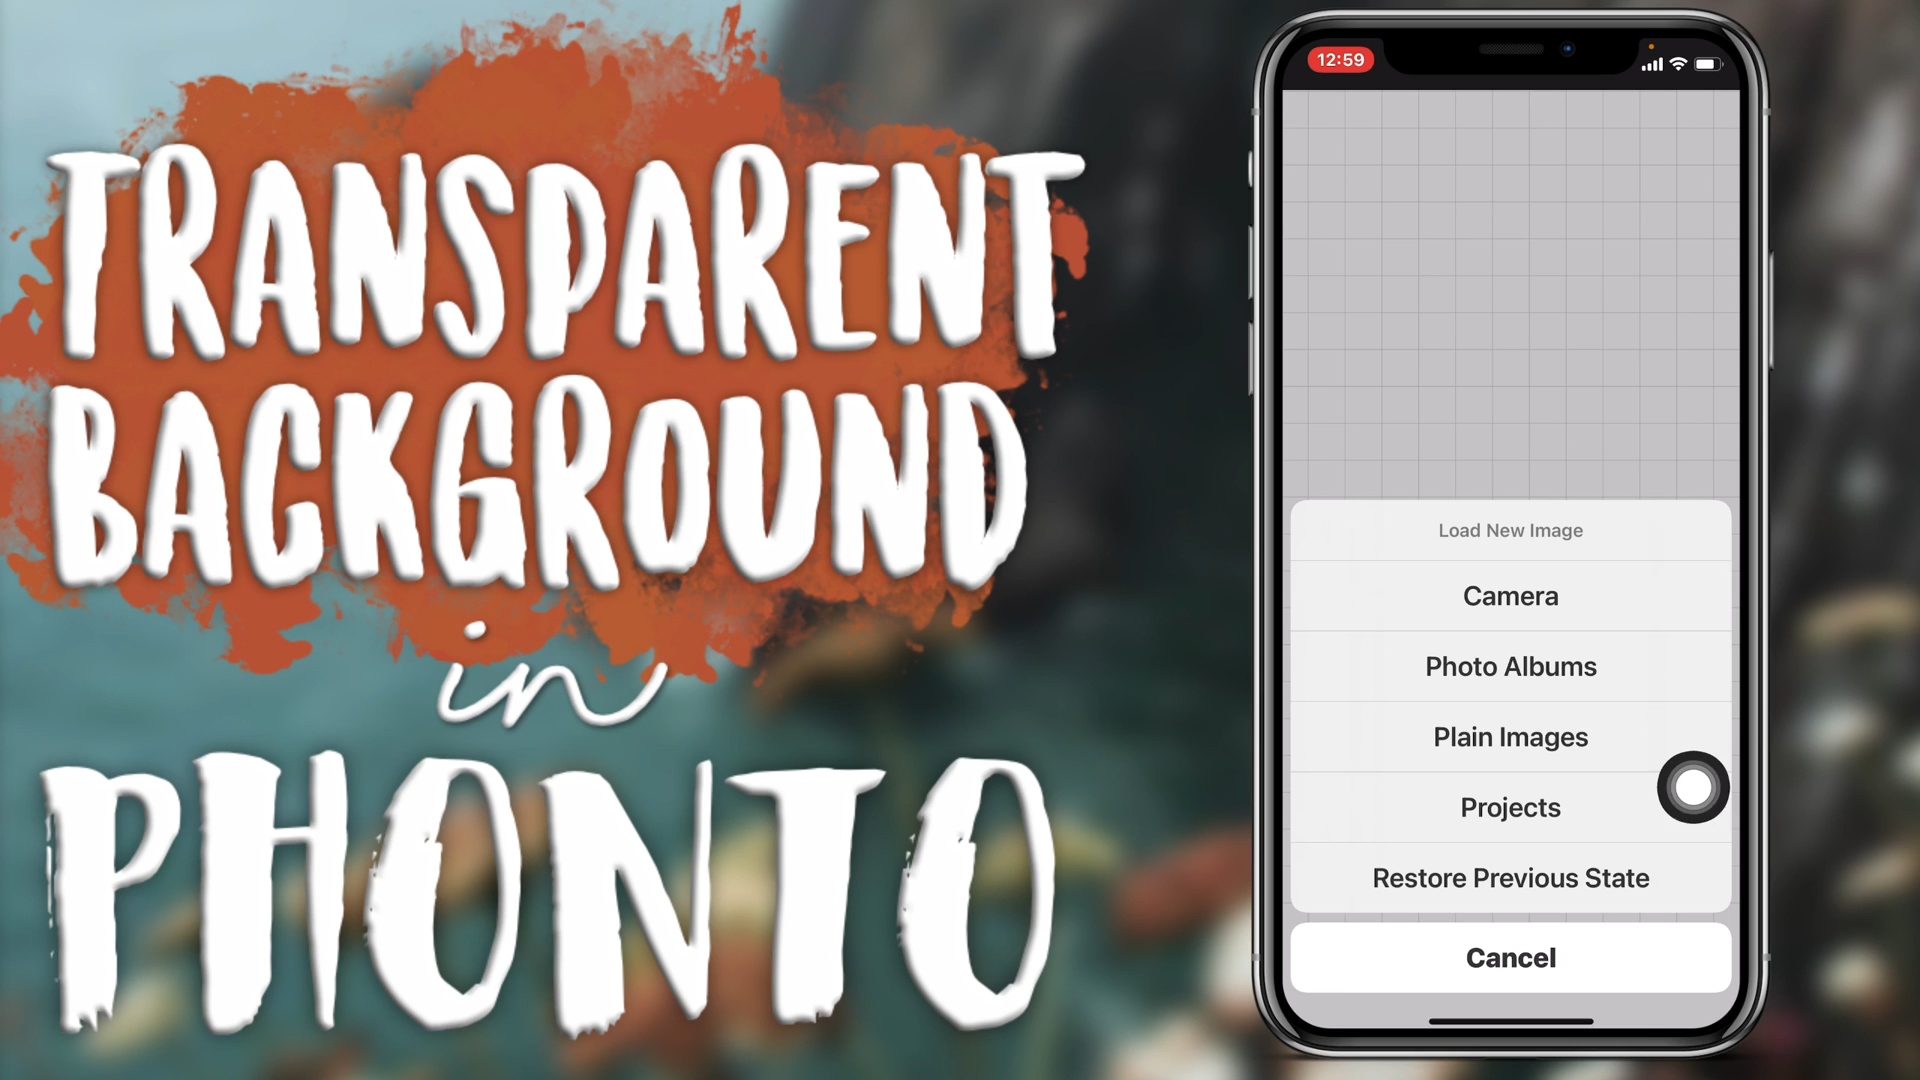 TRANSPARENT
BACKGROUND
in
PHONTO
12:59
Load New Image
Camera
Photo Albums
Plain Images
Projects
Restore Previous State
Cancel